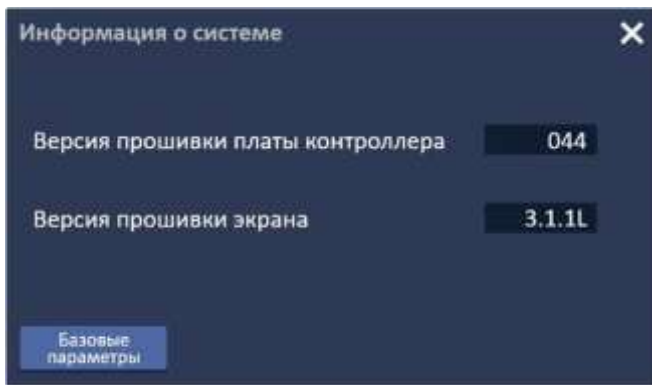 Информация о системе
Версия прошивки платы контроллера 044
Версия прошивки экрана 3.1.1L
Базовые
параметры